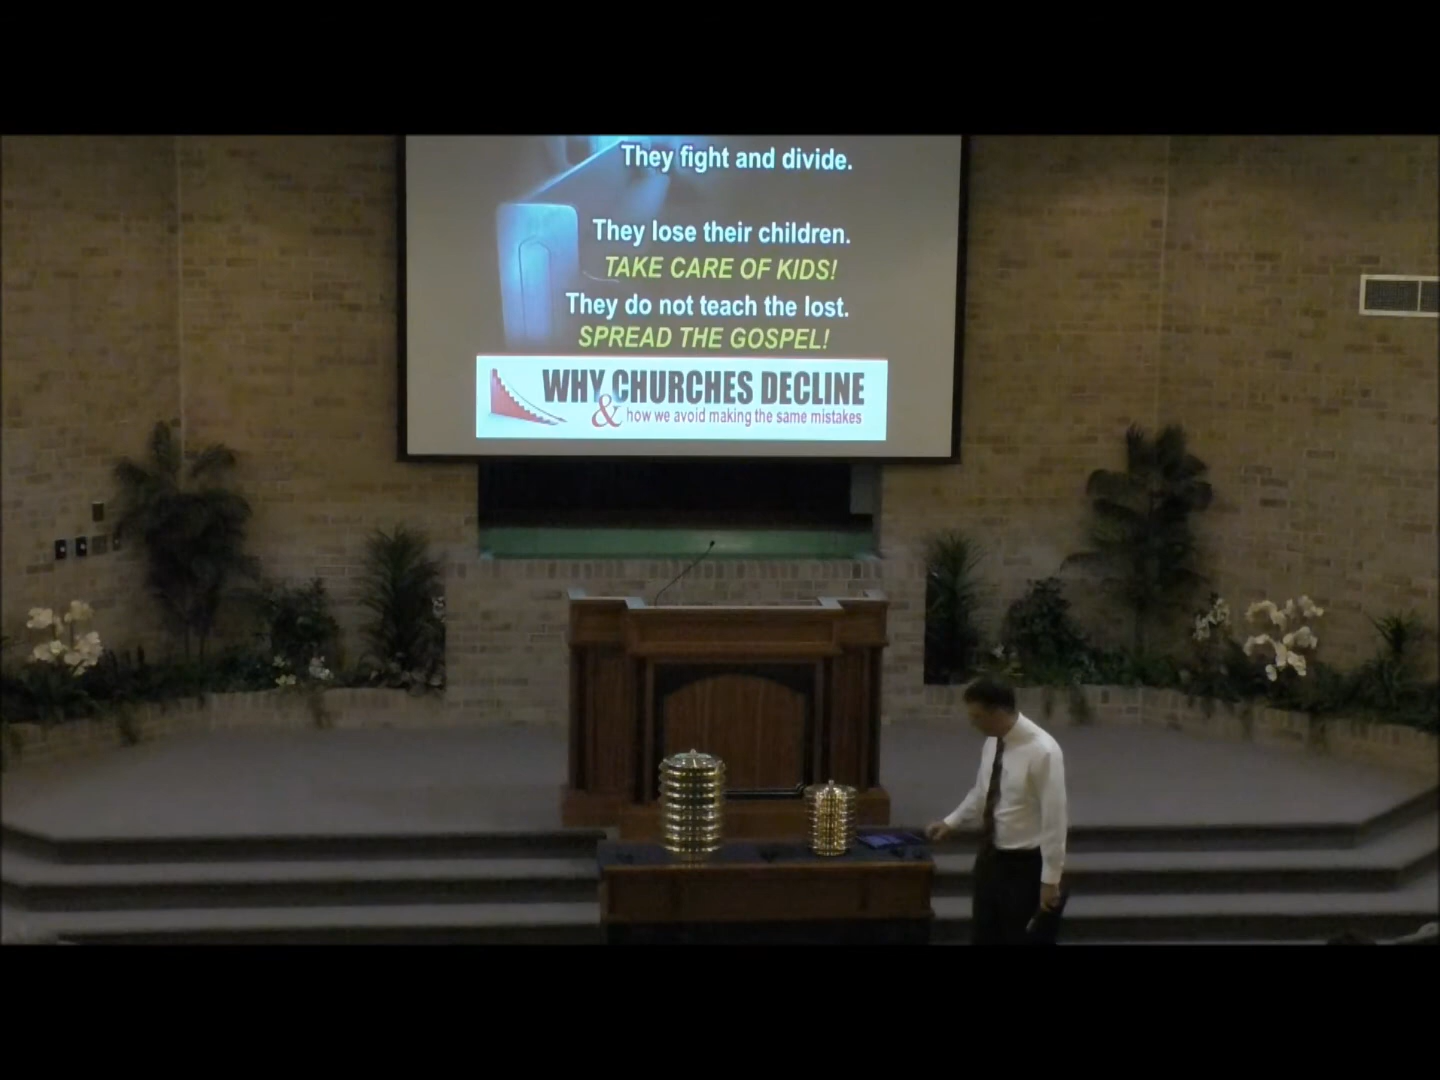 They fight and divide.
They lose their children.
TAKE CARE OF KIDS!
They do not teach the lost.
SPREAD THE GOSPEL!
WHY CHURCHES DECLINE
& how we avoid making the same mistakes